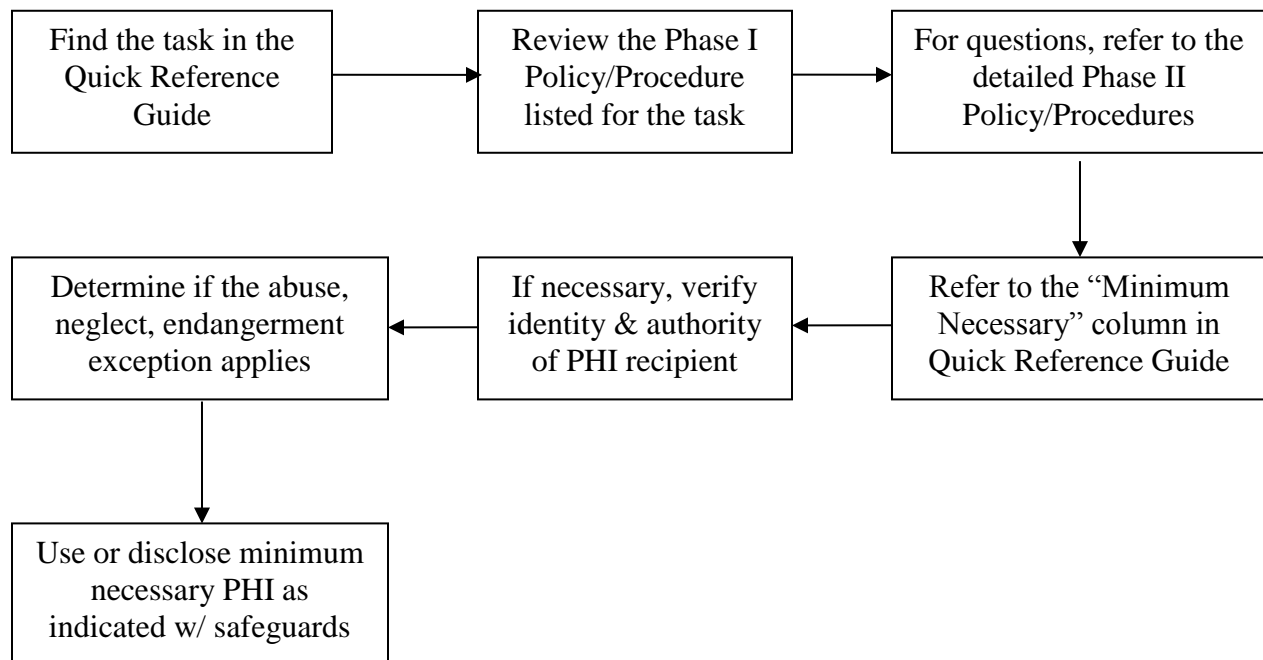 Find the task in the
Quick Reference
Guide
Review the Phase I
Policy/Procedure
listed for the task
For questions, refer to the
detailed Phase II
Policy/Procedures
Refer to the “Minimum
Necessary” column in
Quick Reference Guide
If necessary, verify
identity & authority
of PHI recipient
Determine if the abuse,
neglect, endangerment
exception applies
Use or disclose minimum
necessary PHI as
indicated w/ safeguards